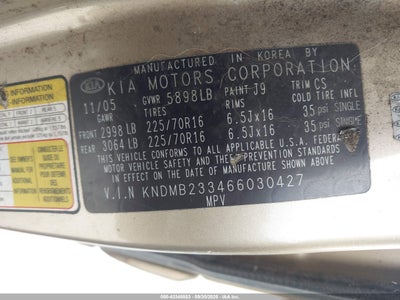 MANUFACTURED IN KOREA BY
KIA KIA MOTORS CORPORATION
11/05 GVWR 5898LB PAINT J9 TRIM CS
GAWR TIRES RIMS COLD TIRE INFL
FRONT 2998 LB 225/70R16 6.5Jx16 35 psi SINGLE
REAR 3064 LB 225/70R16 6.5Jx16 35 psi SINGLE
THIS VEHICLE CONFORMS TO ALL APPLICABLE U.S.A. FEDERAL
MOTOR VEHICLE SAFETY STANDARDS IN EFFECT ON THE
DATE OF MANUFACTURE SHOWN ABOVE.
V.I.N KNDMB233466030427
MPV
INFORMATION
INFORMATION